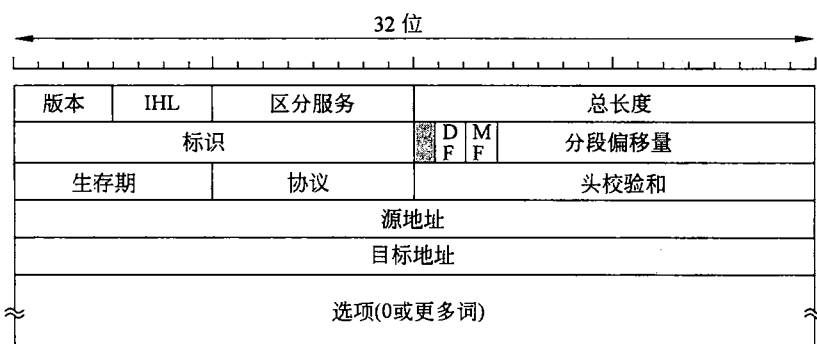 32 位
版本 IHL 区分服务 总长度
标识 DF MF 分段偏移量
生存期 协议 头校验和
源地址
目标地址
选项(0或更多词)